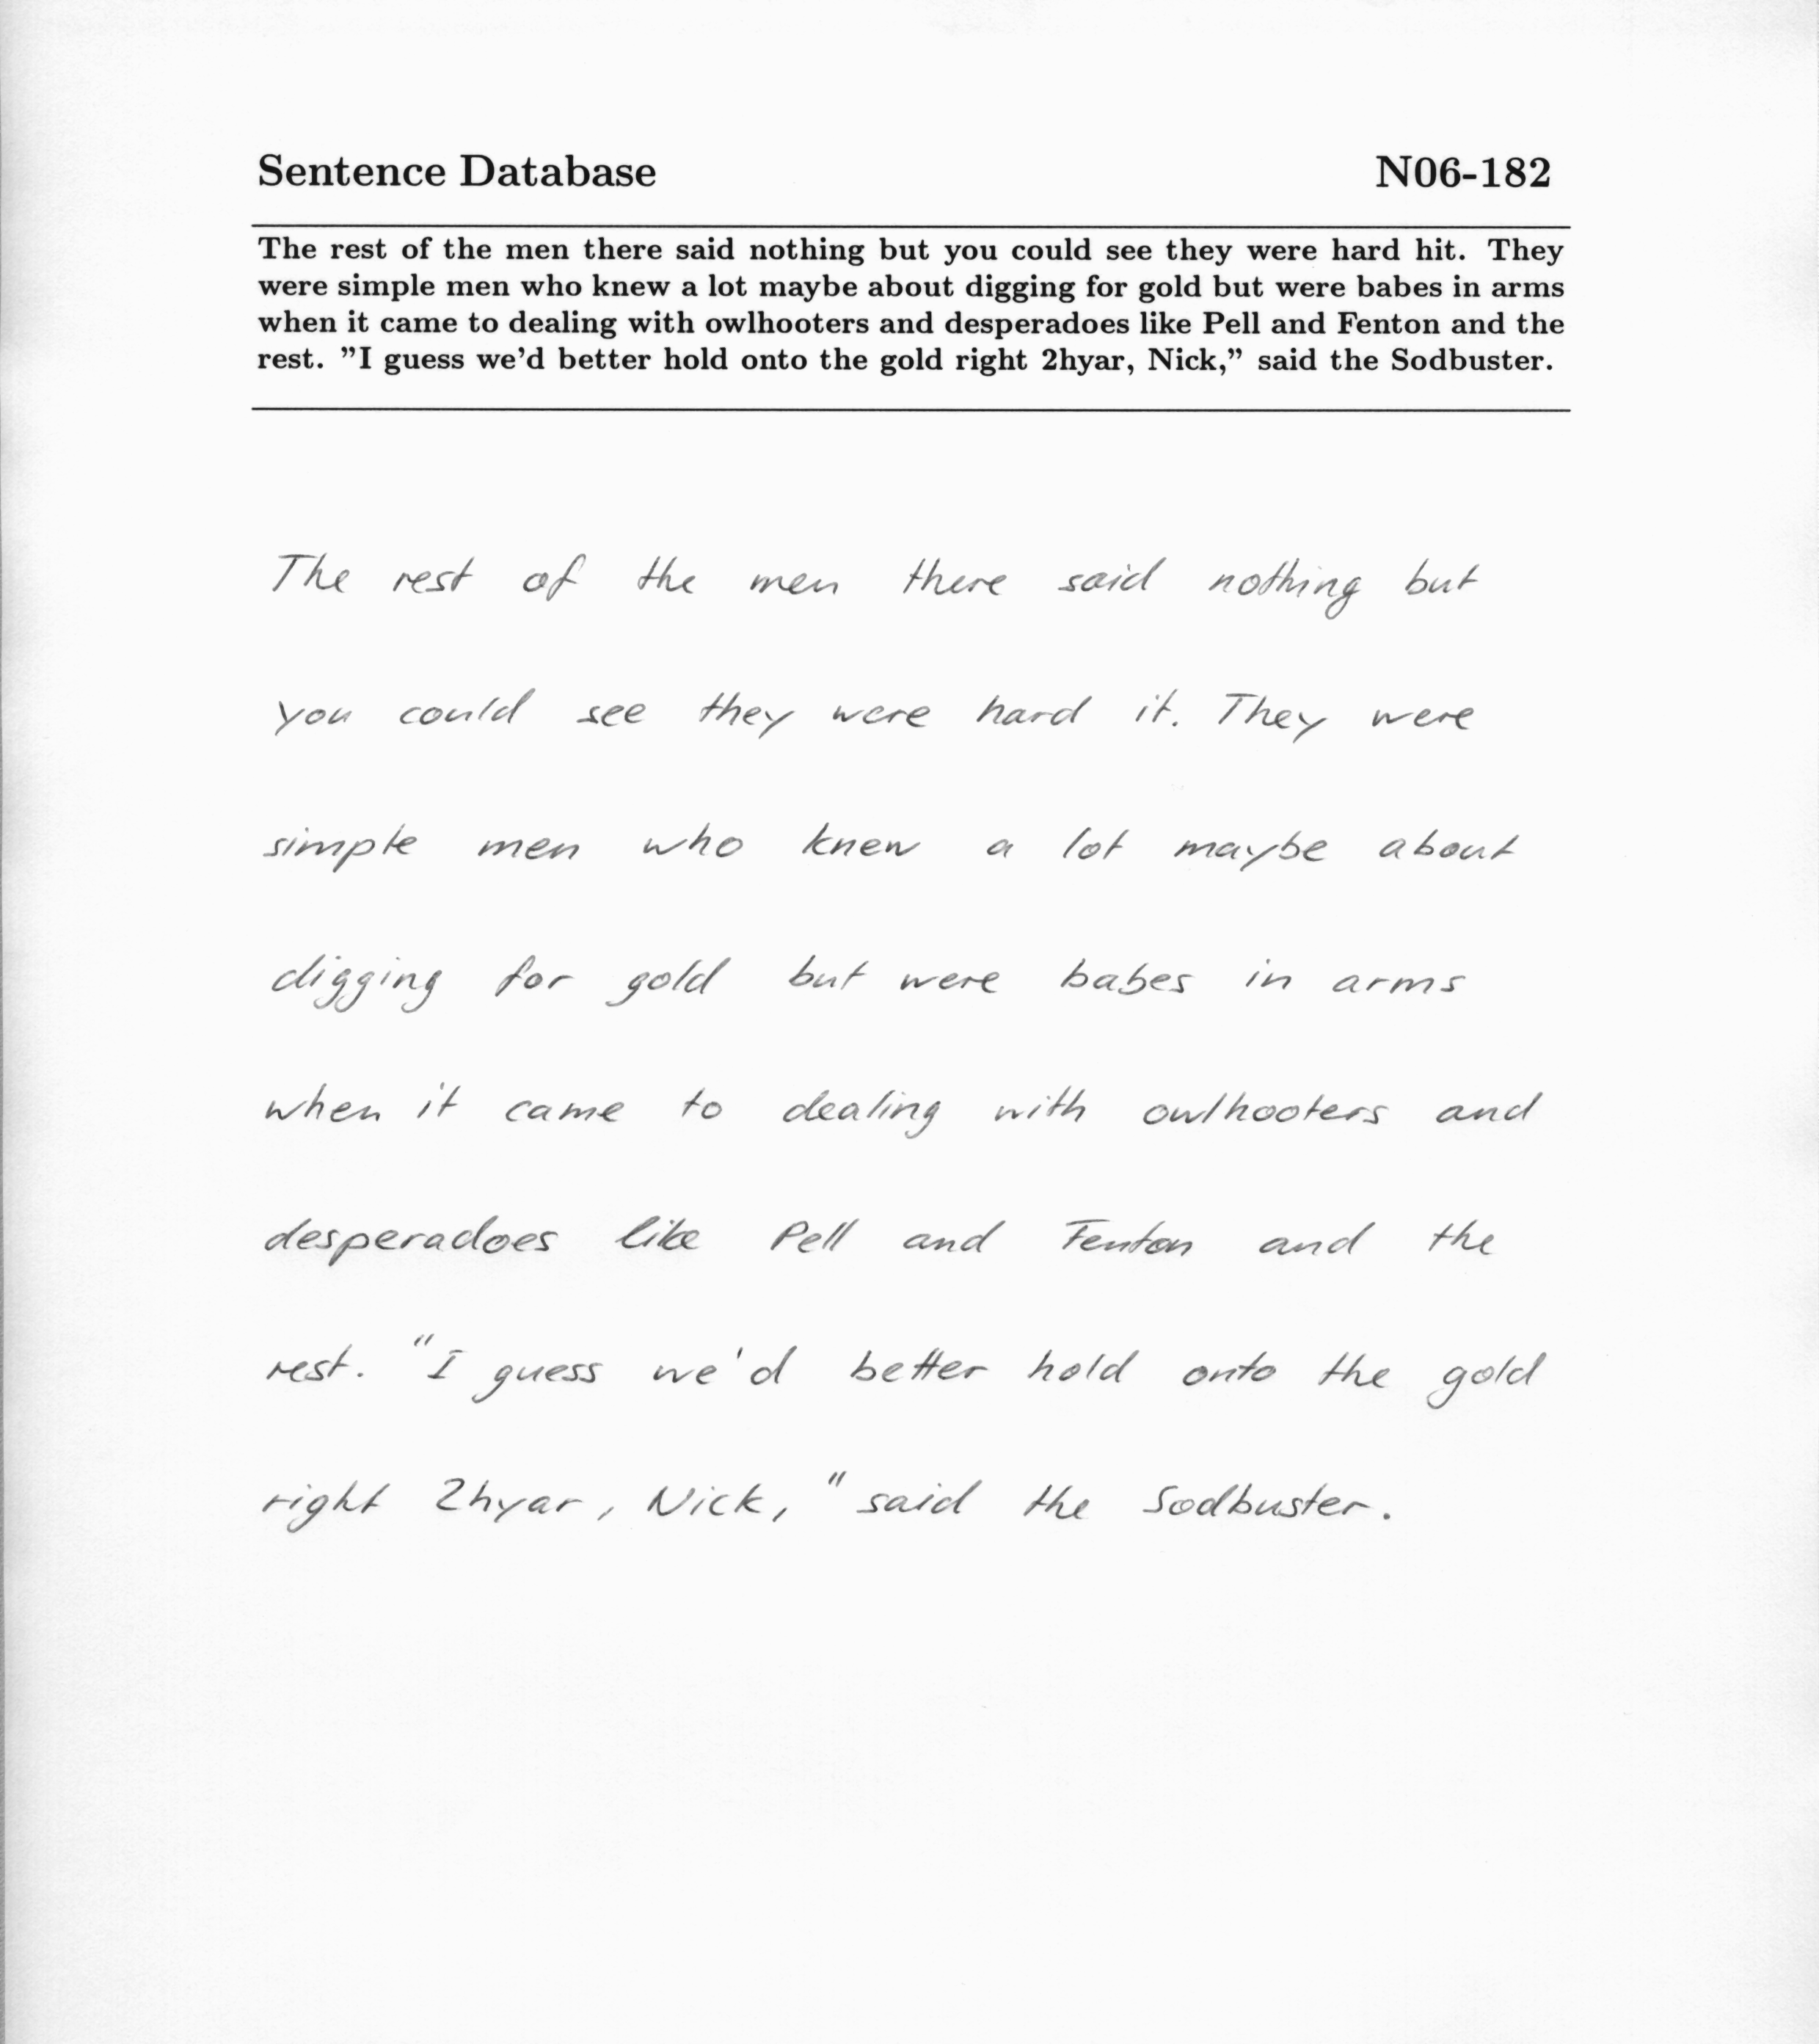 Sentence Database N06-182
The rest of the men there said nothing but you could see they were hard hit. They
were simple men who knew a lot maybe about digging for gold but were babes in arms
when it came to dealing with owlhooters and desperadoes like Pell and Fenton and the
rest. ”I guess we’d better hold onto the gold right 2hyar, Nick,” said the Sodbuster.
The rest of the men there said nothing but
you could see they were hard it. They were
simple men who knew a lot maybe about
digging for gold but were babes in arms
when it came to dealing with owlhooters and
desperadoes like Pell and Fenton and the
rest. "I guess we'd better hold onto the gold
right 2hyar, Nick," said the Sodbuster.